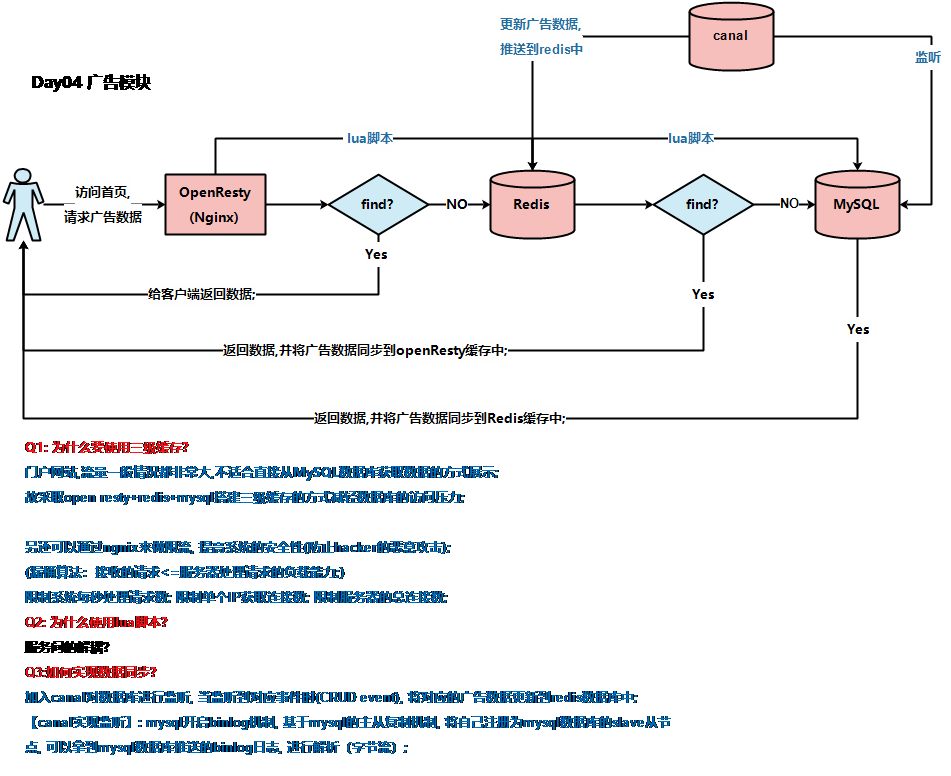 更新广告数据,
推送到redis中
canal
监听
Day04 广告模块
lua脚本
lua脚本
访问首页,
请求广告数据
OpenResty
(Nginx)
find?
NO
Redis
find?
NO
MySQL
Yes
给客户端返回数据;
Yes
返回数据,并将广告数据同步到openResty缓存中;
Yes
返回数据,并将广告数据同步到Redis缓存中;
Q1: 为什么要使用三级缓存?
门户网站,流量一般情况都非常大,不适合直接从MySQL数据库获取数据的方式展示;
故采取open resty+redis+mysql搭建三级缓存的方式减轻数据库的访问压力;
另还可以通过ngnix来做限流, 提高系统的安全性(防止hacker的恶意攻击);
(漏桶算法: 接收的请求<=服务器处理请求的负载能力;)
限制系统每秒处理请求数; 限制单个IP获取连接数; 限制服务器的总连接数;
Q2: 为什么使用lua脚本?
服务间的解耦?
Q3:如何实现数据同步?
加入canal对数据库进行监听, 当监听到对应事件时(CRUD event), 将对应的广告数据更新到redis数据库中;
【canal实现监听】: mysql开启binlog机制, 基于mysql的主从复制机制, 将自己注册为mysql数据库的slave从节
点, 可以拿到mysql数据库推送的binlog日志, 进行解析（字节流）;